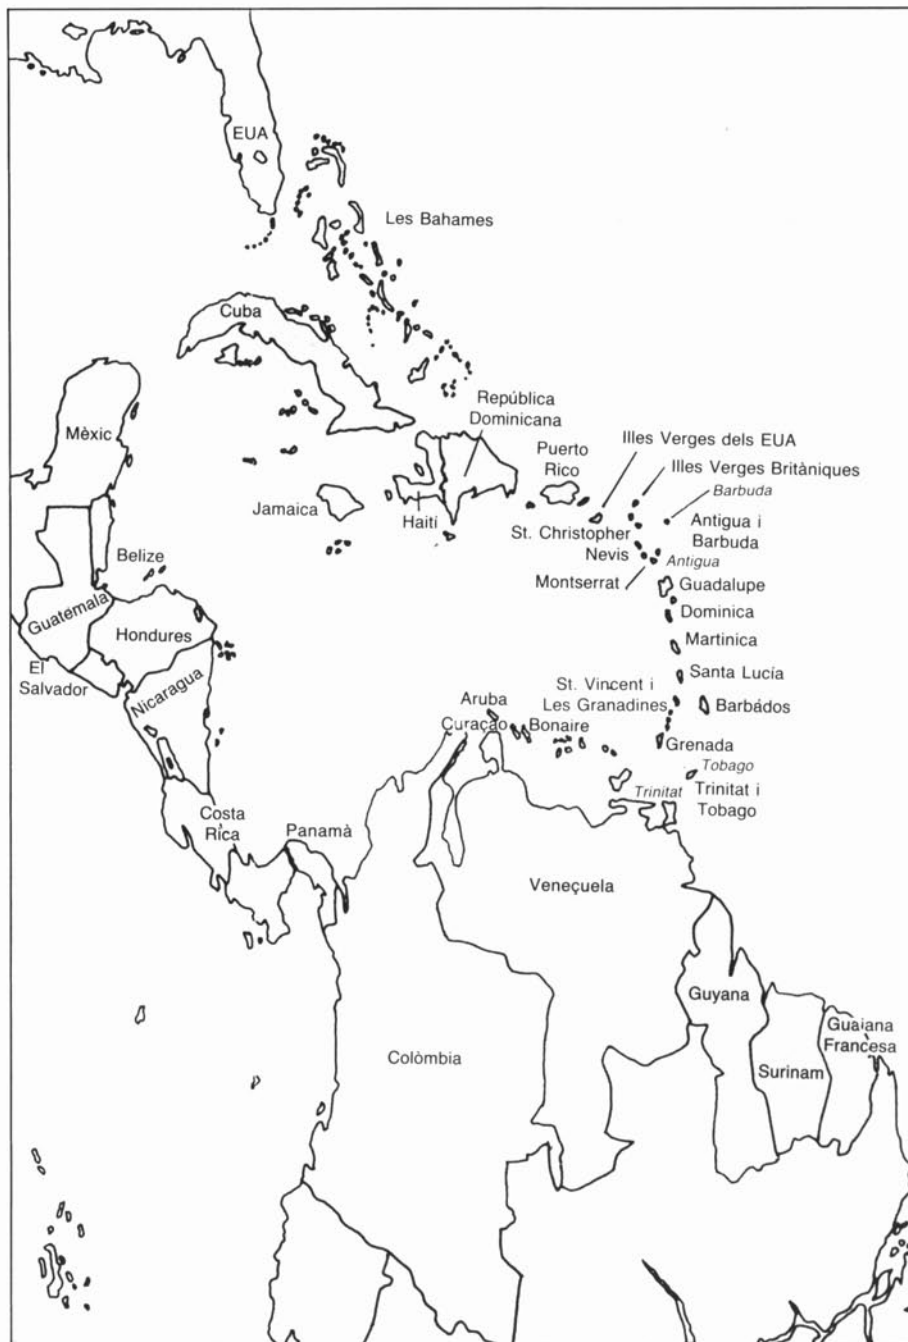 EUA
Les Bahames
Cuba
República
Dominicana
Mèxic
Puerto
Rico
Illes Verges dels EUA
Illes Verges Britàniques
Barbuda
Jamaica
Haití
St. Christopher
Nevis
Antigua i
Barbuda
Antigua
Belize
Montserrat
Guadalupe
Guatemala
Dominica
Hondures
Martinica
El
Salvador
Santa Lucía
Nicaragua
St. Vincent i
Les Granadines
Aruba
Barbádos
Curaçao
Bonaire
Grenada
Tobago
Trinitat
Trinitat i
Tobago
Costa
Rica
Panamà
Veneçuela
Guyana
Guaiana
Francesa
Colòmbia
Surinam